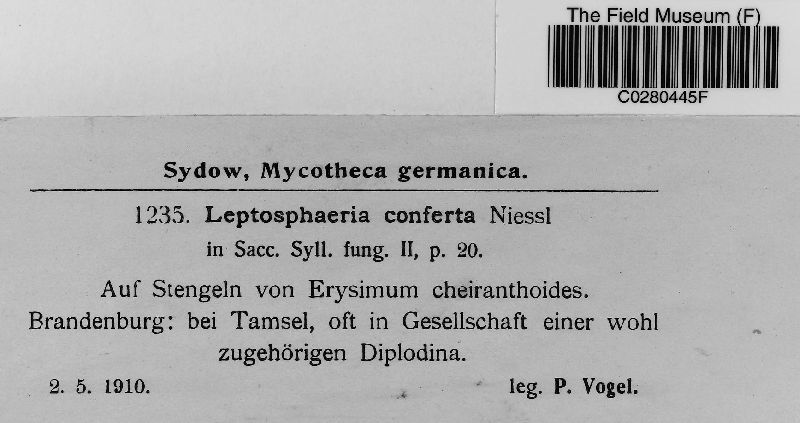 The Field Museum (F)
C0280445F
Sydow, Mycotheca germanica.
1235. Leptosphaeria conferta Niessl
in Sacc. Syll. fung. II, p. 20.
Auf Stengeln von Erysimum cheiranthoides.
Brandenburg: bei Tamsel, oft in Gesellschaft einer wohl
zugehörigen Diplodina.
2. 5. 1910. leg. P. Vogel.